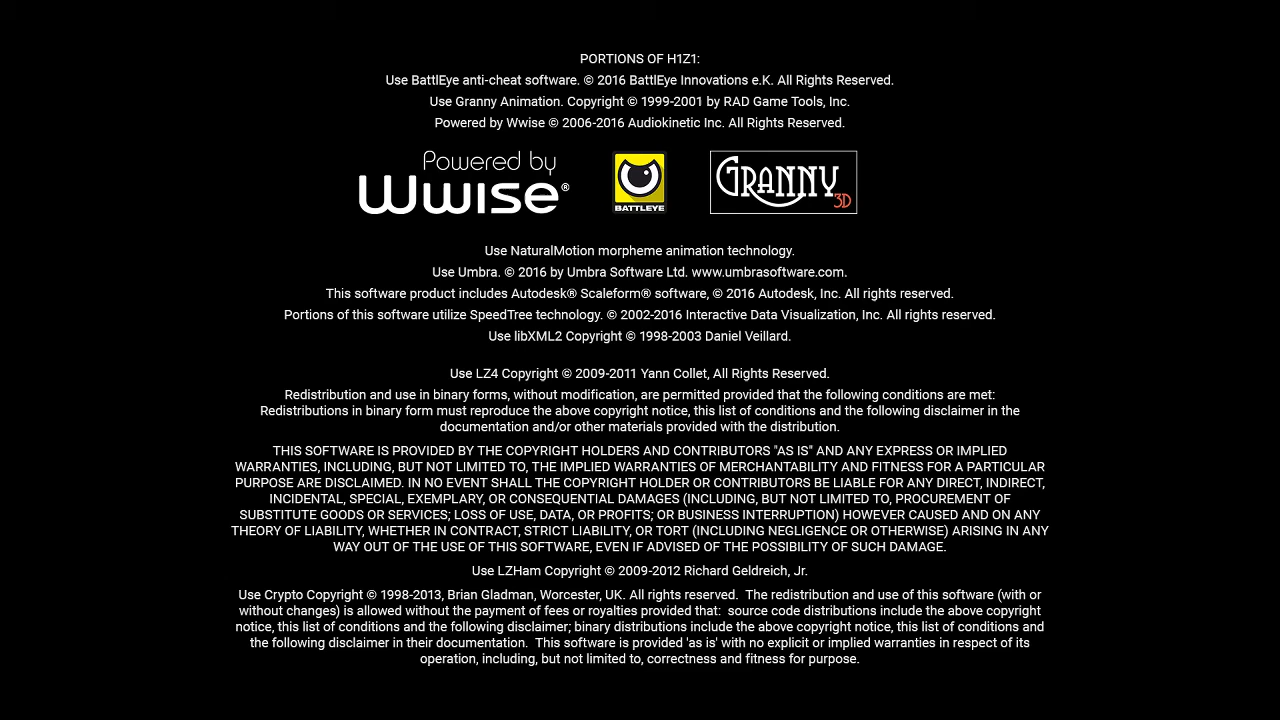 PORTIONS OF H1Z1:
Use BattlEye anti-cheat software. © 2016 BattlEye Innovations e.K. All Rights Reserved.
Use Granny Animation. Copyright © 1999-2001 by RAD Game Tools, Inc.
Powered by Wwise © 2006-2016 Audiokinetic Inc. All Rights Reserved.
Powered by
Wwise®
BATTLEYE
GRANNY
3D
Use NaturalMotion morpheme animation technology.
Use Umbra. © 2016 by Umbra Software Ltd. www.umbrasoftware.com.
This software product includes Autodesk® Scaleform® software, © 2016 Autodesk, Inc. All rights reserved.
Portions of this software utilize SpeedTree technology. © 2002-2016 Interactive Data Visualization, Inc. All rights reserved.
Use libXML2 Copyright © 1998-2003 Daniel Veillard.
Use LZ4 Copyright © 2009-2011 Yann Collet, All Rights Reserved.
Redistribution and use in binary forms, without modification, are permitted provided that the following conditions are met:
Redistributions in binary form must reproduce the above copyright notice, this list of conditions and the following disclaimer in the
documentation and/or other materials provided with the distribution.
THIS SOFTWARE IS PROVIDED BY THE COPYRIGHT HOLDERS AND CONTRIBUTORS "AS IS" AND ANY EXPRESS OR IMPLIED
WARRANTIES, INCLUDING, BUT NOT LIMITED TO, THE IMPLIED WARRANTIES OF MERCHANTABILITY AND FITNESS FOR A PARTICULAR
PURPOSE ARE DISCLAIMED. IN NO EVENT SHALL THE COPYRIGHT HOLDER OR CONTRIBUTORS BE LIABLE FOR ANY DIRECT, INDIRECT,
INCIDENTAL, SPECIAL, EXEMPLARY, OR CONSEQUENTIAL DAMAGES (INCLUDING, BUT NOT LIMITED TO, PROCUREMENT OF
SUBSTITUTE GOODS OR SERVICES; LOSS OF USE, DATA, OR PROFITS; OR BUSINESS INTERRUPTION) HOWEVER CAUSED AND ON ANY
THEORY OF LIABILITY, WHETHER IN CONTRACT, STRICT LIABILITY, OR TORT (INCLUDING NEGLIGENCE OR OTHERWISE) ARISING IN ANY
WAY OUT OF THE USE OF THIS SOFTWARE, EVEN IF ADVISED OF THE POSSIBILITY OF SUCH DAMAGE.
Use LZHam Copyright © 2009-2012 Richard Geldreich, Jr.
Use Crypto Copyright © 1998-2013, Brian Gladman, Worcester, UK. All rights reserved.  The redistribution and use of this software (with or
without changes) is allowed without the payment of fees or royalties provided that:  source code distributions include the above copyright
notice, this list of conditions and the following disclaimer; binary distributions include the above copyright notice, this list of conditions and
the following disclaimer in their documentation.  This software is provided 'as is' with no explicit or implied warranties in respect of its
operation, including, but not limited to, correctness and fitness for purpose.